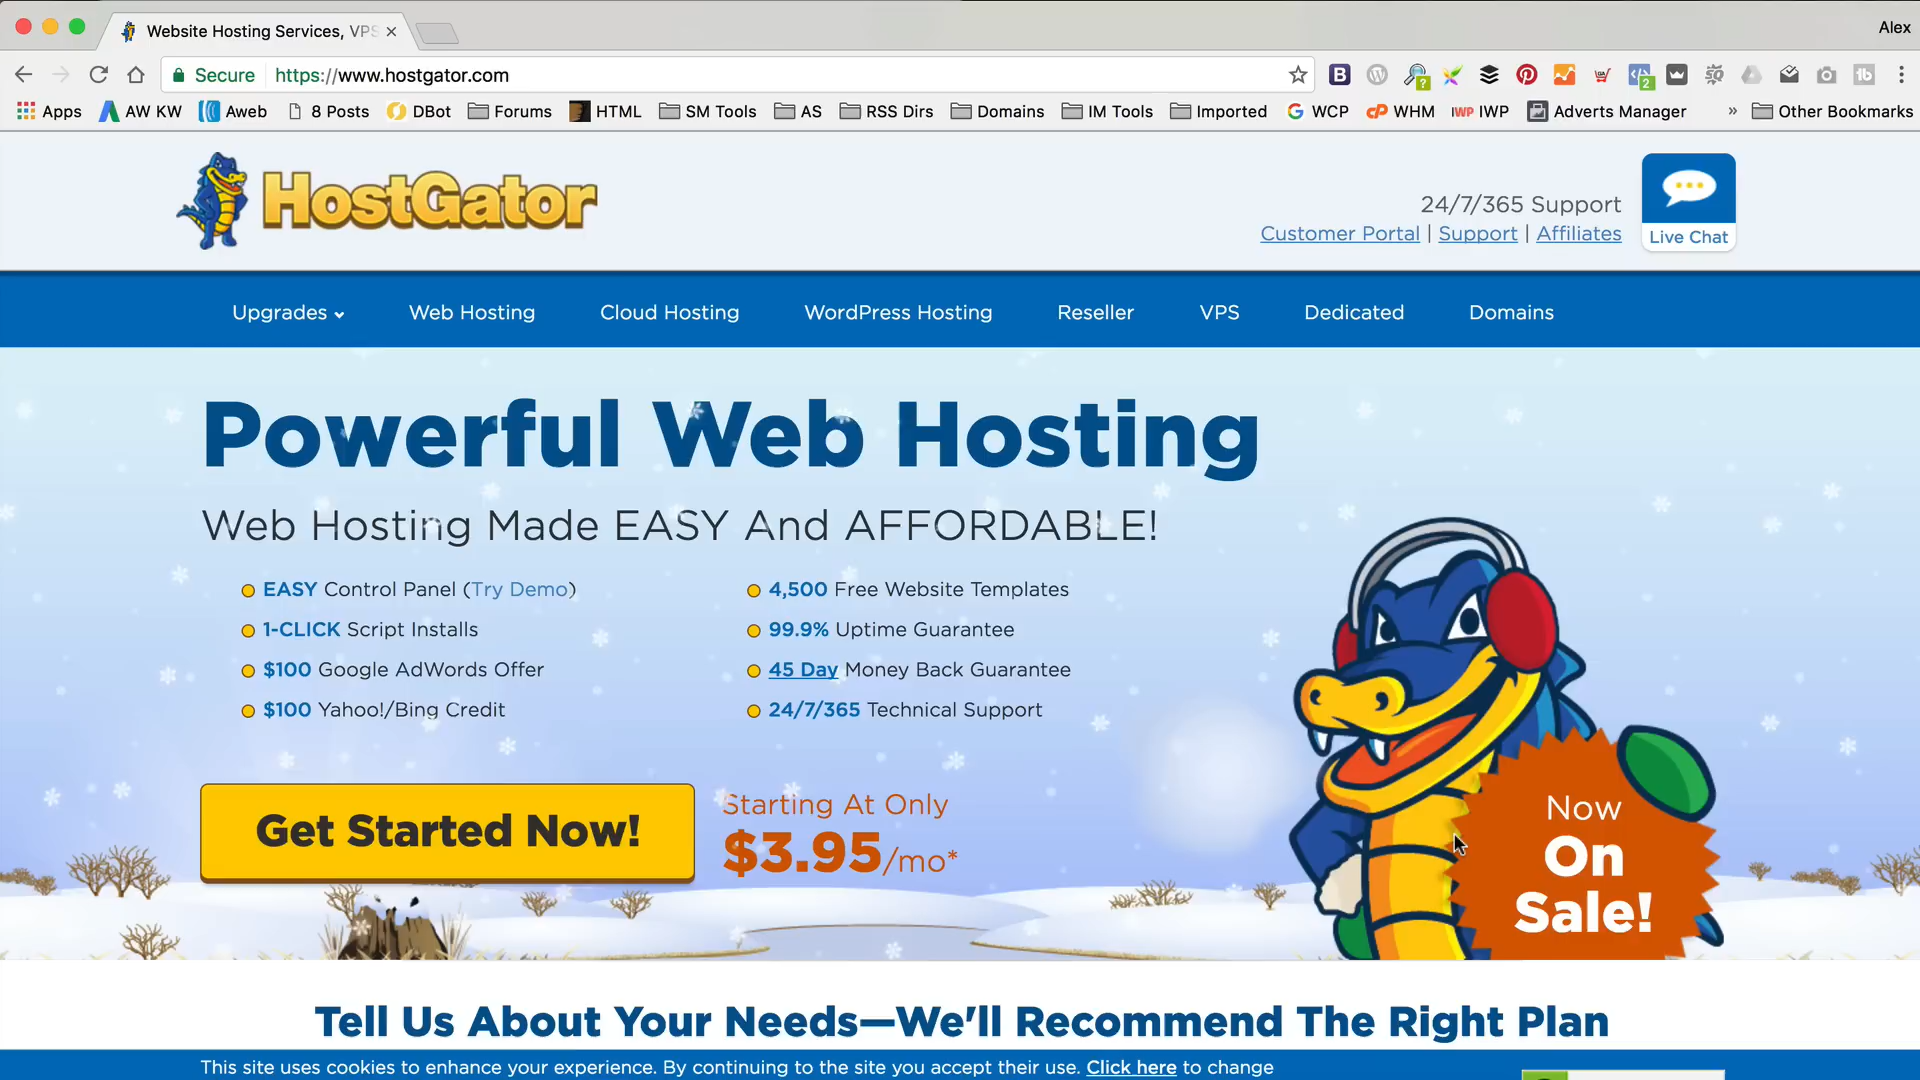 Website Hosting Services, VPS
Alex
Secure https://www.hostgator.com
Apps AW KW Aweb 8 Posts DBot Forums HTML SM Tools AS RSS Dirs Domains IM Tools Imported WCP WHM IWP Adverts Manager » Other Bookmarks
HostGator
24/7/365 Support
Customer Portal | Support | Affiliates
Live Chat
Upgrades Web Hosting Cloud Hosting WordPress Hosting Reseller VPS Dedicated Domains
Powerful Web Hosting
Web Hosting Made EASY And AFFORDABLE!
EASY Control Panel (Try Demo)
1-CLICK Script Installs
$100 Google AdWords Offer
$100 Yahoo!/Bing Credit
4,500 Free Website Templates
99.9% Uptime Guarantee
45 Day Money Back Guarantee
24/7/365 Technical Support
Get Started Now!
Starting At Only
$3.95/mo*
Now
On
Sale!
Tell Us About Your Needs—We'll Recommend The Right Plan
This site uses cookies to enhance your experience. By continuing to the site you accept their use. Click here to change